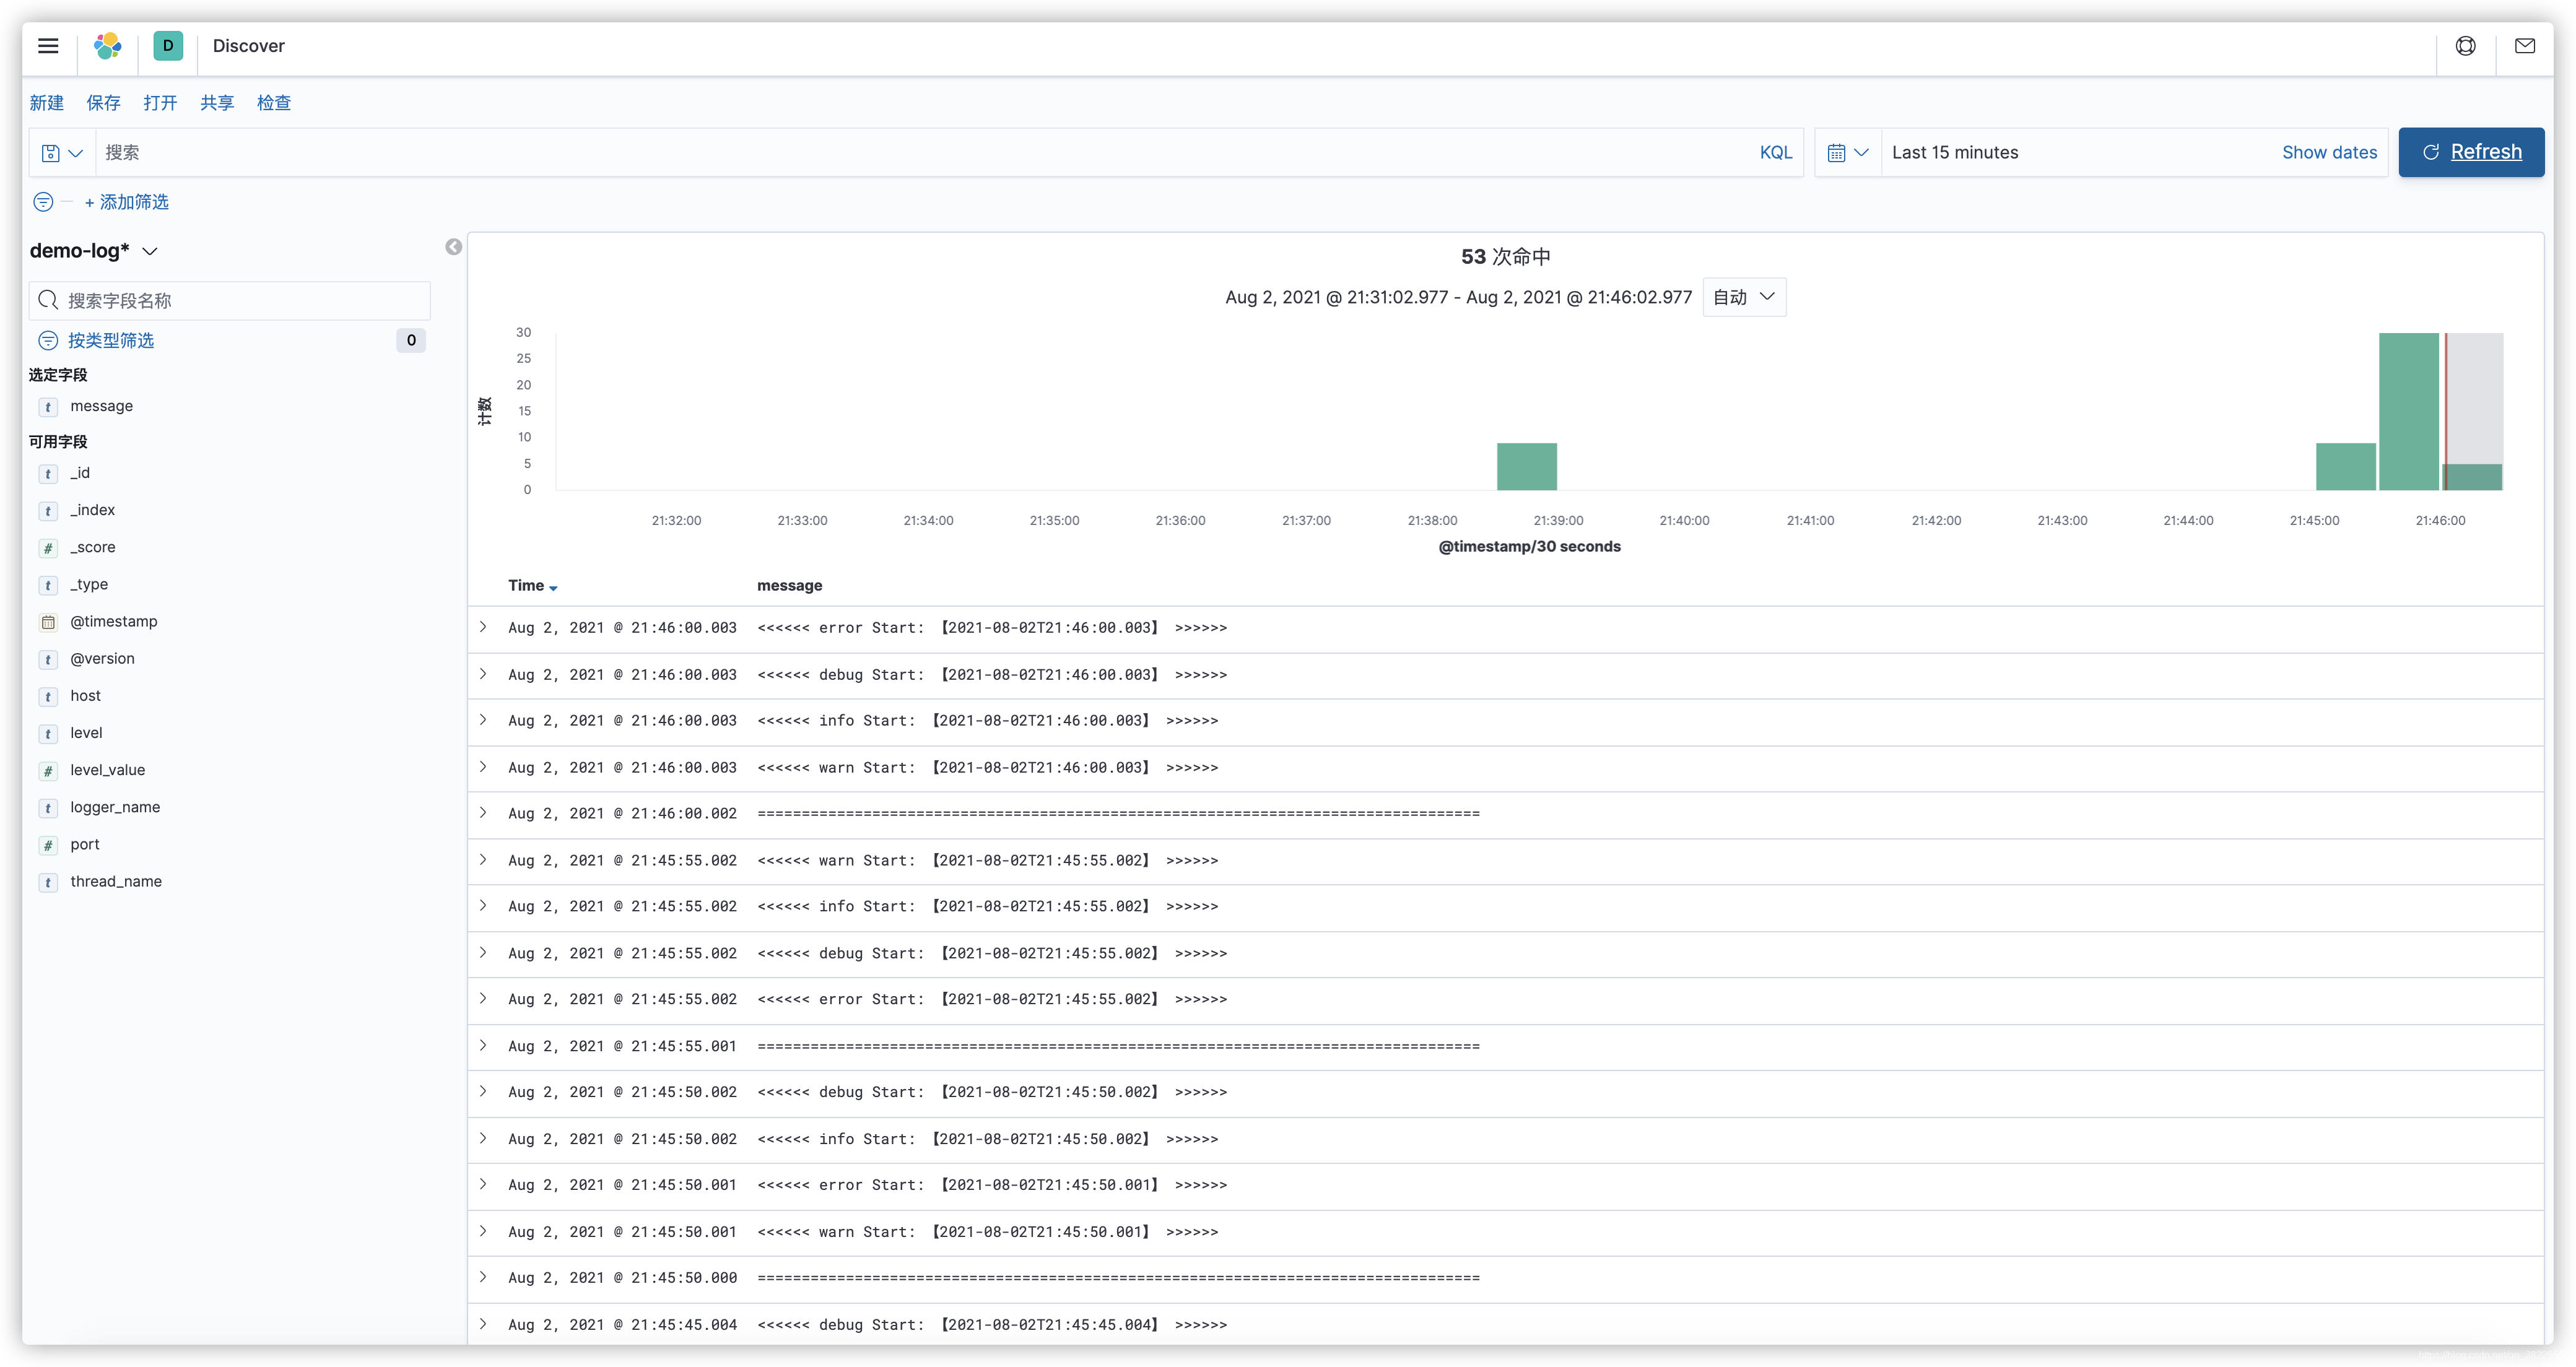 D Discover
新建 保存 打开 共享 检查
搜索 KQL Last 15 minutes Show dates Refresh
+ 添加筛选
demo-log*
搜索字段名称
按类型筛选 0
选定字段
t message
可用字段
t _id
t _index
# _score
t _type
@timestamp
t @version
t host
t level
# level_value
t logger_name
# port
t thread_name
53 次命中
Aug 2, 2021 @ 21:31:02.977 - Aug 2, 2021 @ 21:46:02.977 自动
计数
30
25
20
15
10
5
0
21:32:00 21:33:00 21:34:00 21:35:00 21:36:00 21:37:00 21:38:00 21:39:00 21:40:00 21:41:00 21:42:00 21:43:00 21:44:00 21:45:00 21:46:00
@timestamp/30 seconds
Time message
Aug 2, 2021 @ 21:46:00.003 <<<<<< error Start: 【2021-08-02T21:46:00.003】 >>>>>>
Aug 2, 2021 @ 21:46:00.003 <<<<<< debug Start: 【2021-08-02T21:46:00.003】 >>>>>>
Aug 2, 2021 @ 21:46:00.003 <<<<<< info Start: 【2021-08-02T21:46:00.003】 >>>>>>
Aug 2, 2021 @ 21:46:00.003 <<<<<< warn Start: 【2021-08-02T21:46:00.003】 >>>>>>
Aug 2, 2021 @ 21:46:00.002 ==================================================================================
Aug 2, 2021 @ 21:45:55.002 <<<<<< warn Start: 【2021-08-02T21:45:55.002】 >>>>>>
Aug 2, 2021 @ 21:45:55.002 <<<<<< info Start: 【2021-08-02T21:45:55.002】 >>>>>>
Aug 2, 2021 @ 21:45:55.002 <<<<<< debug Start: 【2021-08-02T21:45:55.002】 >>>>>>
Aug 2, 2021 @ 21:45:55.002 <<<<<< error Start: 【2021-08-02T21:45:55.002】 >>>>>>
Aug 2, 2021 @ 21:45:55.001 ==================================================================================
Aug 2, 2021 @ 21:45:50.002 <<<<<< debug Start: 【2021-08-02T21:45:50.002】 >>>>>>
Aug 2, 2021 @ 21:45:50.002 <<<<<< info Start: 【2021-08-02T21:45:50.002】 >>>>>>
Aug 2, 2021 @ 21:45:50.001 <<<<<< error Start: 【2021-08-02T21:45:50.001】 >>>>>>
Aug 2, 2021 @ 21:45:50.001 <<<<<< warn Start: 【2021-08-02T21:45:50.001】 >>>>>>
Aug 2, 2021 @ 21:45:50.000 ==================================================================================
Aug 2, 2021 @ 21:45:45.004 <<<<<< debug Start: 【2021-08-02T21:45:45.004】 >>>>>>